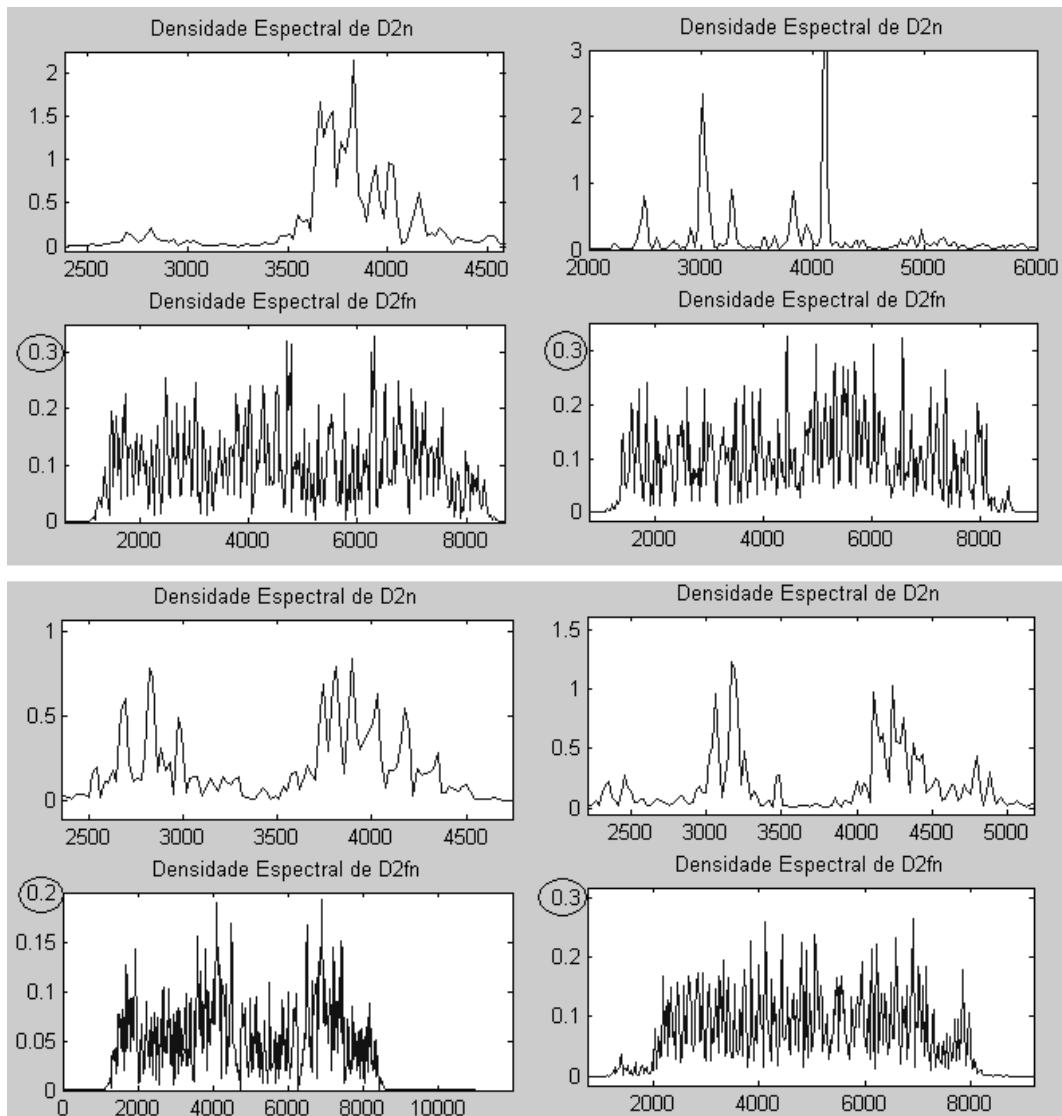 Densidade Espectral de D2n
2
1.5
1
0.5
0
2500 3000 3500 4000 4500
Densidade Espectral de D2n
3
2
1
0
2000 3000 4000 5000 6000
Densidade Espectral de D2fn
0.3
0.2
0.1
0
2000 4000 6000 8000
Densidade Espectral de D2fn
0.3
0.2
0.1
0
2000 4000 6000 8000
Densidade Espectral de D2n
1
0.5
0
2500 3000 3500 4000 4500
Densidade Espectral de D2n
1.5
1
0.5
0
2500 3000 3500 4000 4500 5000
Densidade Espectral de D2fn
0.2
0.15
0.1
0.05
0
0 2000 4000 6000 8000 10000
Densidade Espectral de D2fn
0.3
0.2
0.1
0
2000 4000 6000 8000